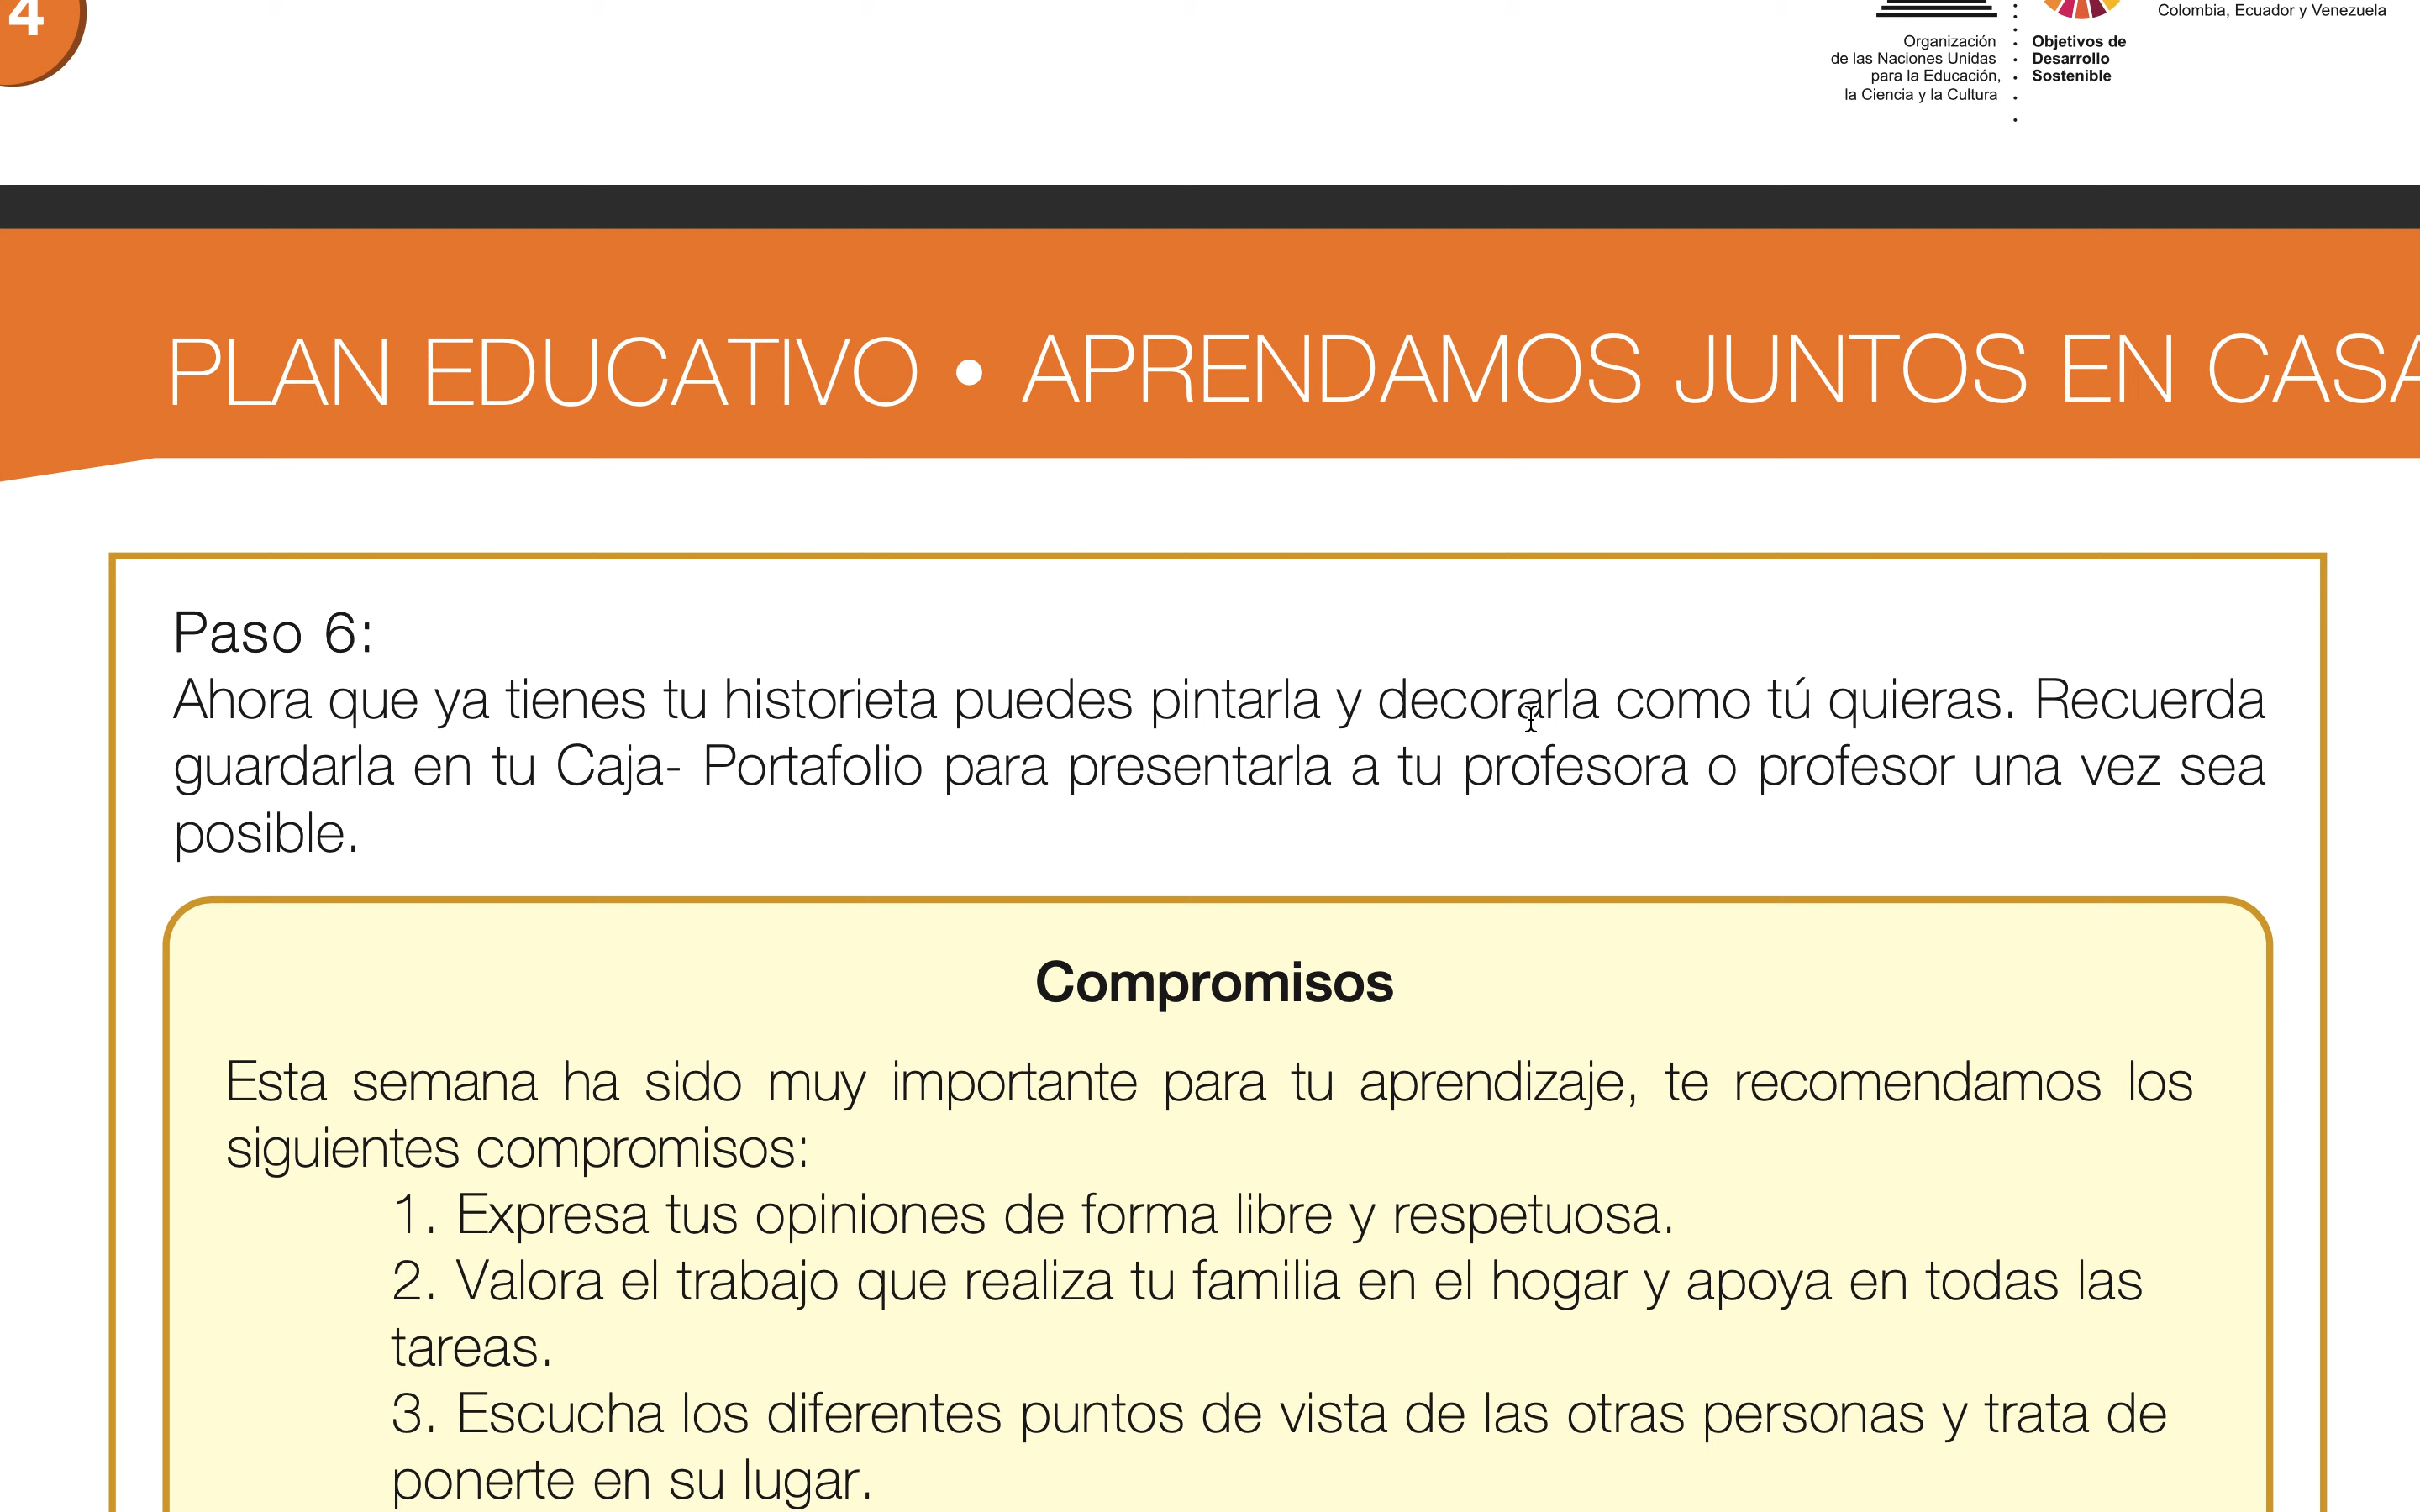 4
Colombia, Ecuador y Venezuela
Organización
de las Naciones Unidas
para la Educación,
la Ciencia y la Cultura
Objetivos de
Desarrollo
Sostenible
PLAN EDUCATIVO • APRENDAMOS JUNTOS EN CASA
Paso 6:
Ahora que ya tienes tu historieta puedes pintarla y decorarla como tú quieras. Recuerda
guardarla en tu Caja- Portafolio para presentarla a tu profesora o profesor una vez sea
posible.
Compromisos
Esta semana ha sido muy importante para tu aprendizaje, te recomendamos los
siguientes compromisos:
1. Expresa tus opiniones de forma libre y respetuosa.
2. Valora el trabajo que realiza tu familia en el hogar y apoya en todas las
tareas.
3. Escucha los diferentes puntos de vista de las otras personas y trata de
ponerte en su lugar.